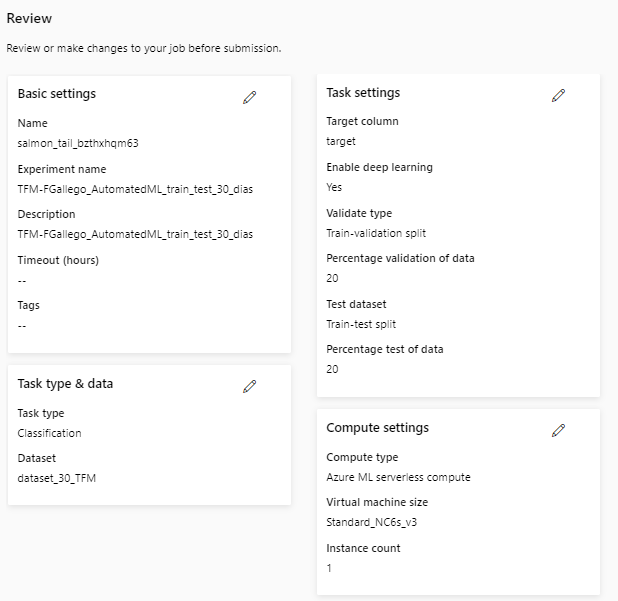 Review
Review or make changes to your job before submission.
Basic settings
Name
salmon_tail_bzthxhqm63
Experiment name
TFM-FGallego_AutomatedML_train_test_30_dias
Description
TFM-FGallego_AutomatedML_train_test_30_dias
Timeout (hours)
--
Tags
--
Task type & data
Task type
Classification
Dataset
dataset_30_TFM
Task settings
Target column
target
Enable deep learning
Yes
Validate type
Train-validation split
Percentage validation of data
20
Test dataset
Train-test split
Percentage test of data
20
Compute settings
Compute type
Azure ML serverless compute
Virtual machine size
Standard_NC6s_v3
Instance count
1